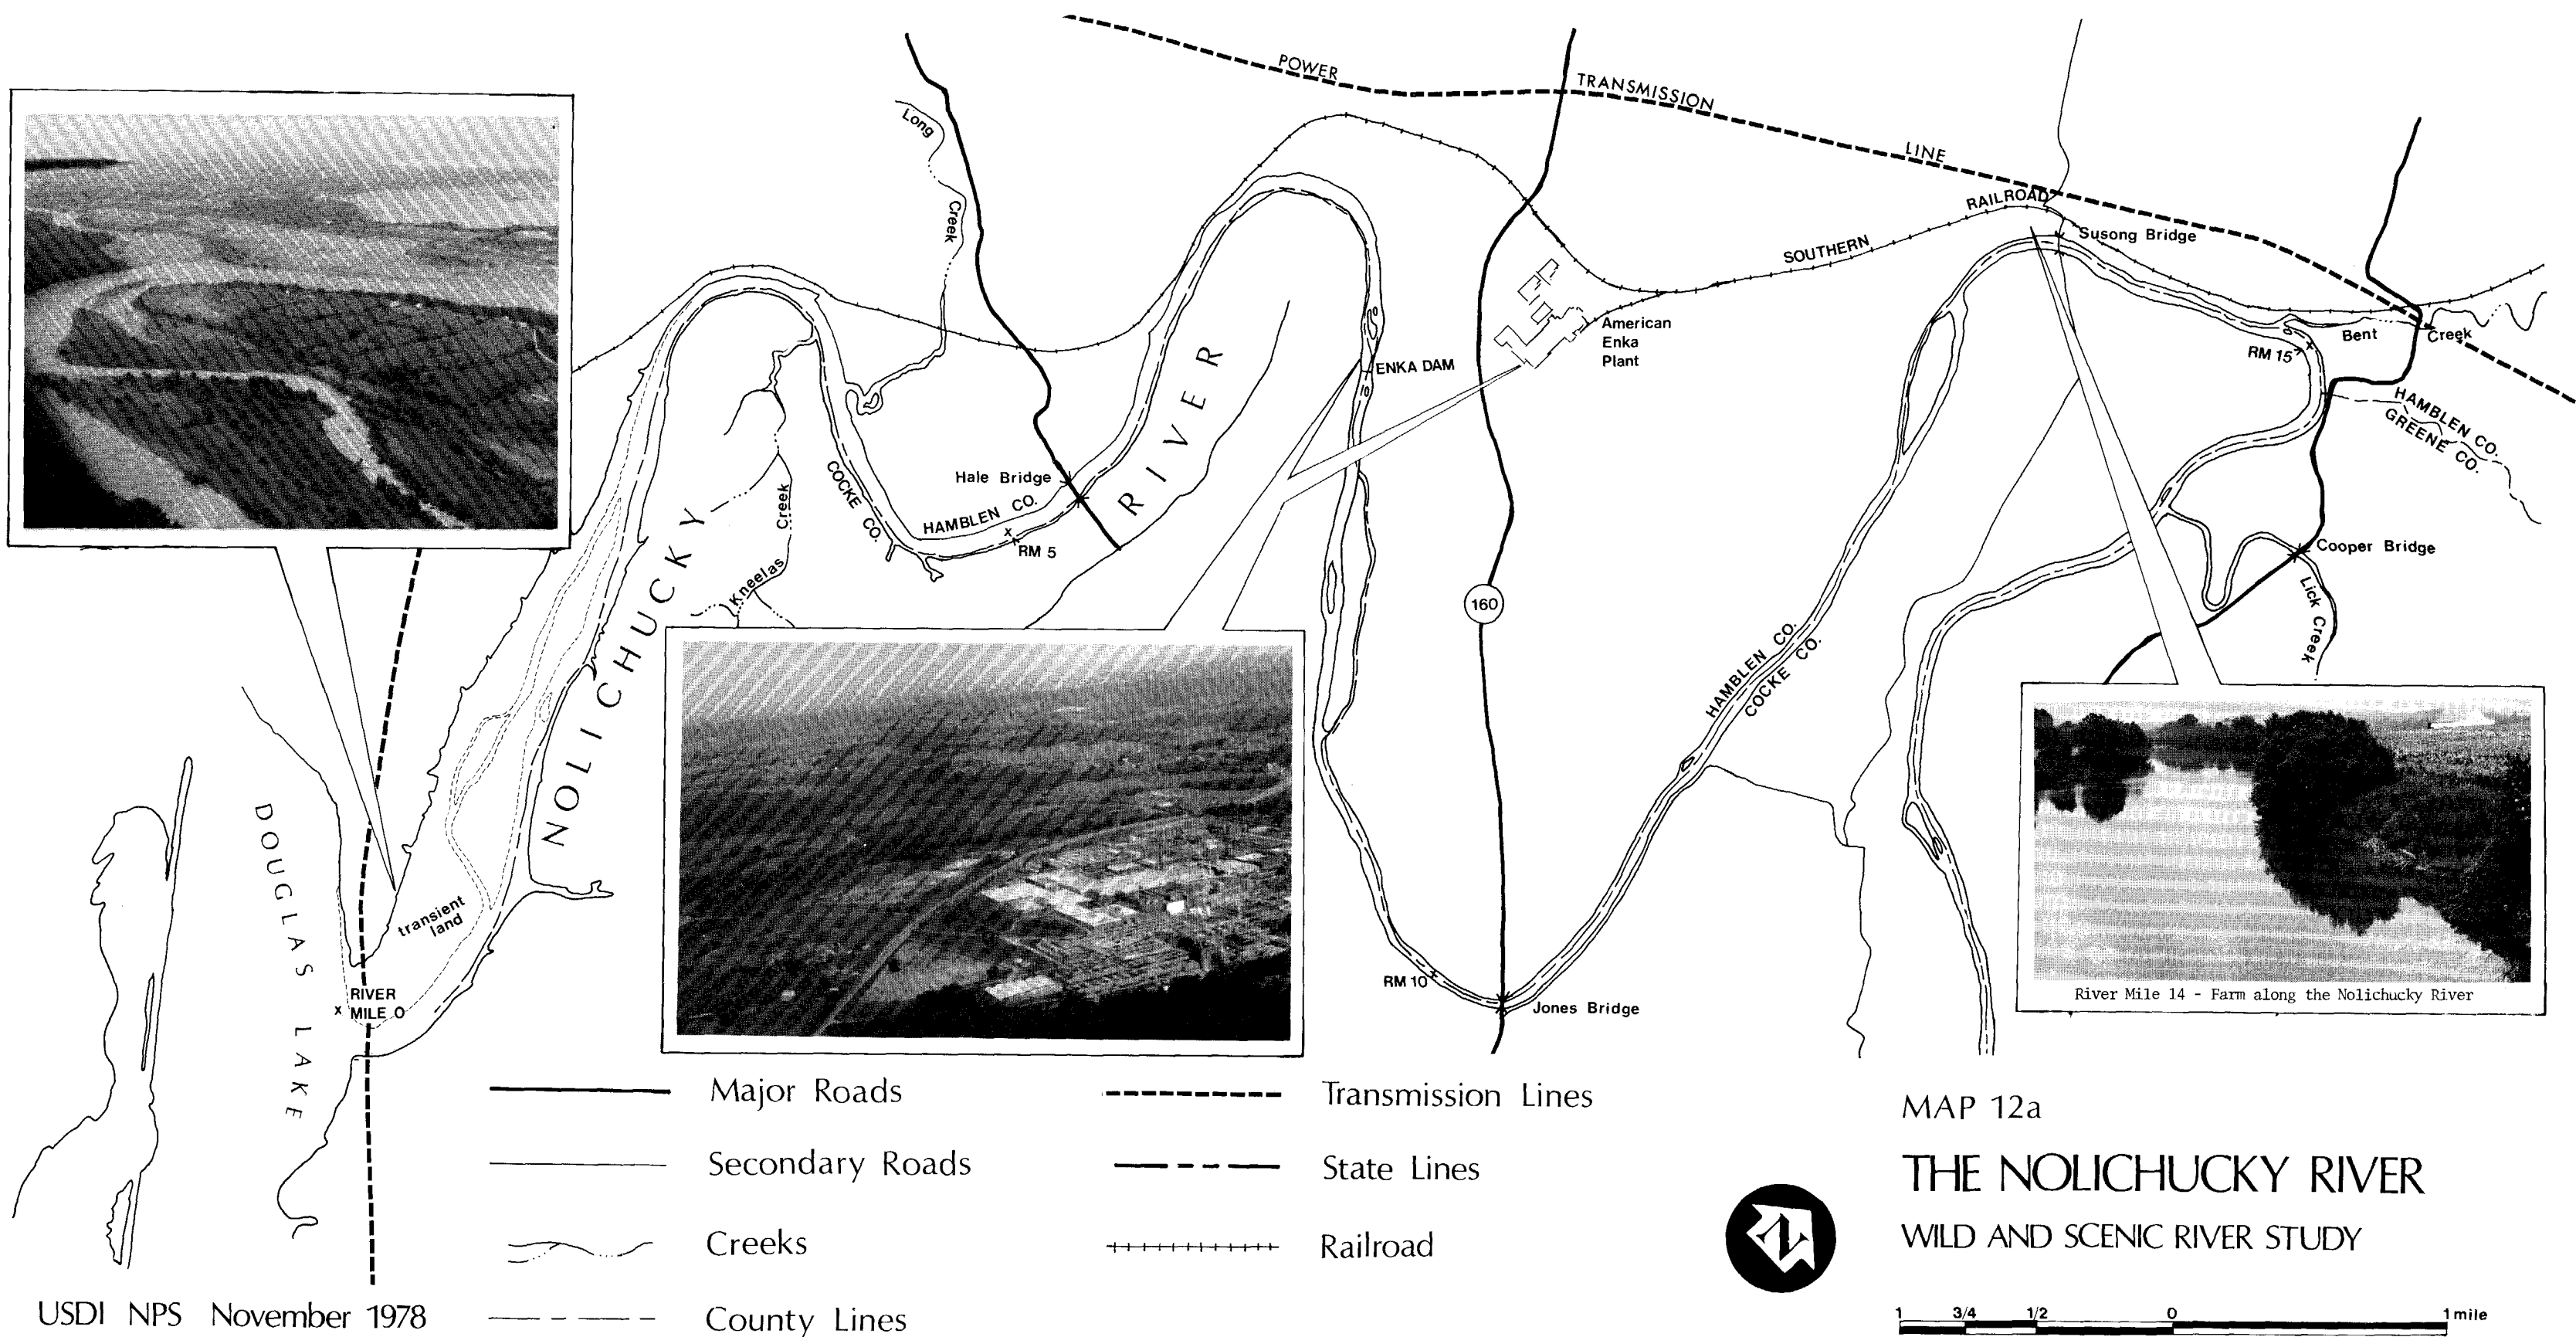 POWER TRANSMISSION LINE
Long
Creek
RAILROAD
SOUTHERN
Susong Bridge
American
Enka
Plant
ENKA DAM
RM 15
Bent
Creek
HAMBLEN CO.
GREENE CO.
RIVER
Hale Bridge
HAMBLEN CO.
COCKE CO.
RM 5
Creek
Kneelas
NOLICHUCKY
160
Cooper Bridge
Lick Creek
HAMBLEN CO.
COCKE CO.
DOUGLAS LAKE
transient
land
RIVER
MILE 0
x
RM 10
Jones Bridge
River Mile 14 - Farm along the Nolichucky River
Major Roads
Secondary Roads
Creeks
County Lines
Transmission Lines
State Lines
Railroad
USDI NPS November 1978
MAP 12a
THE NOLICHUCKY RIVER
WILD AND SCENIC RIVER STUDY
N
1 3/4 1/2 0 1 mile